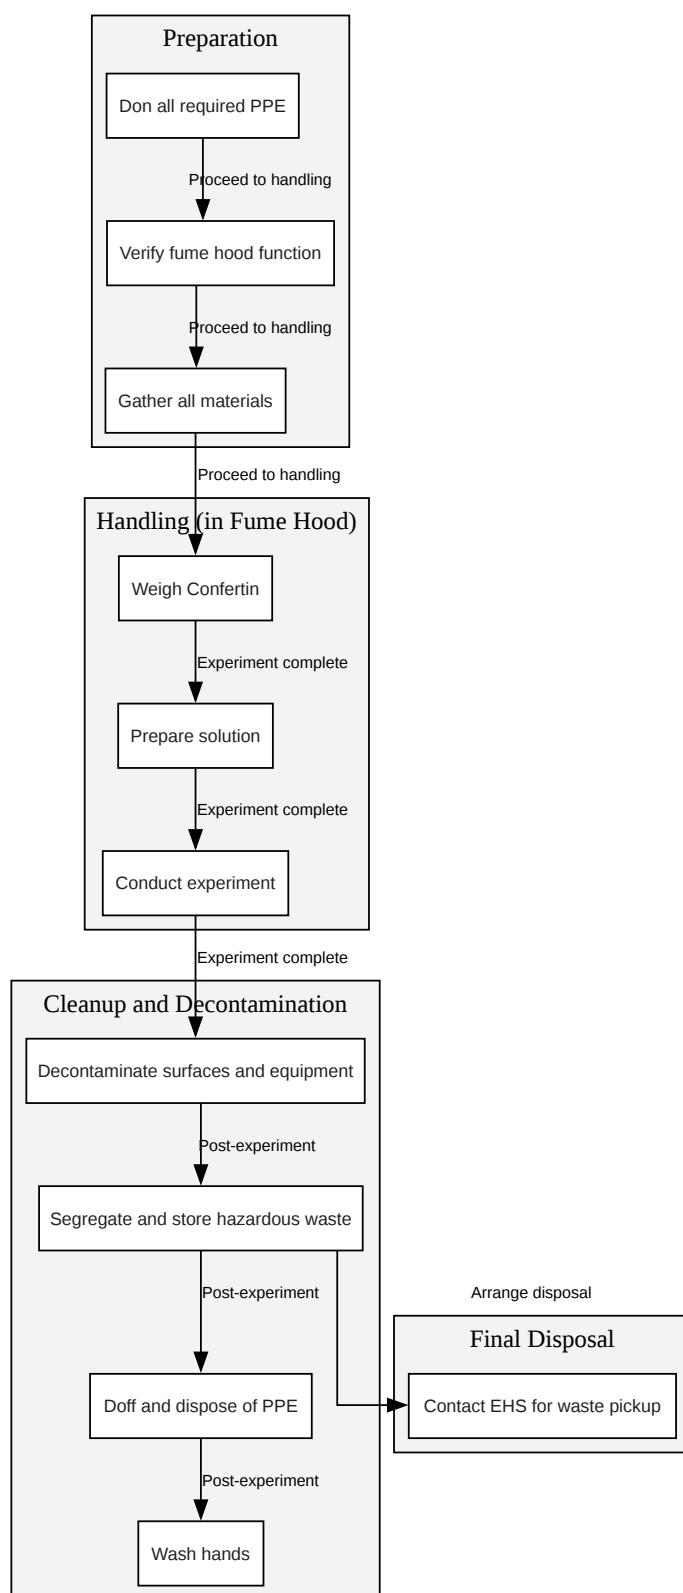 Preparation
Don all required PPE
Proceed to handling
Verify fume hood function
Proceed to handling
Gather all materials
Proceed to handling
Handling (in Fume Hood)
Weigh Confertin
Experiment complete
Prepare solution
Experiment complete
Conduct experiment
Experiment complete
Cleanup and Decontamination
Decontaminate surfaces and equipment
Post-experiment
Segregate and store hazardous waste
Post-experiment
Arrange disposal
Final Disposal
Doff and dispose of PPE
Contact EHS for waste pickup
Post-experiment
Wash hands